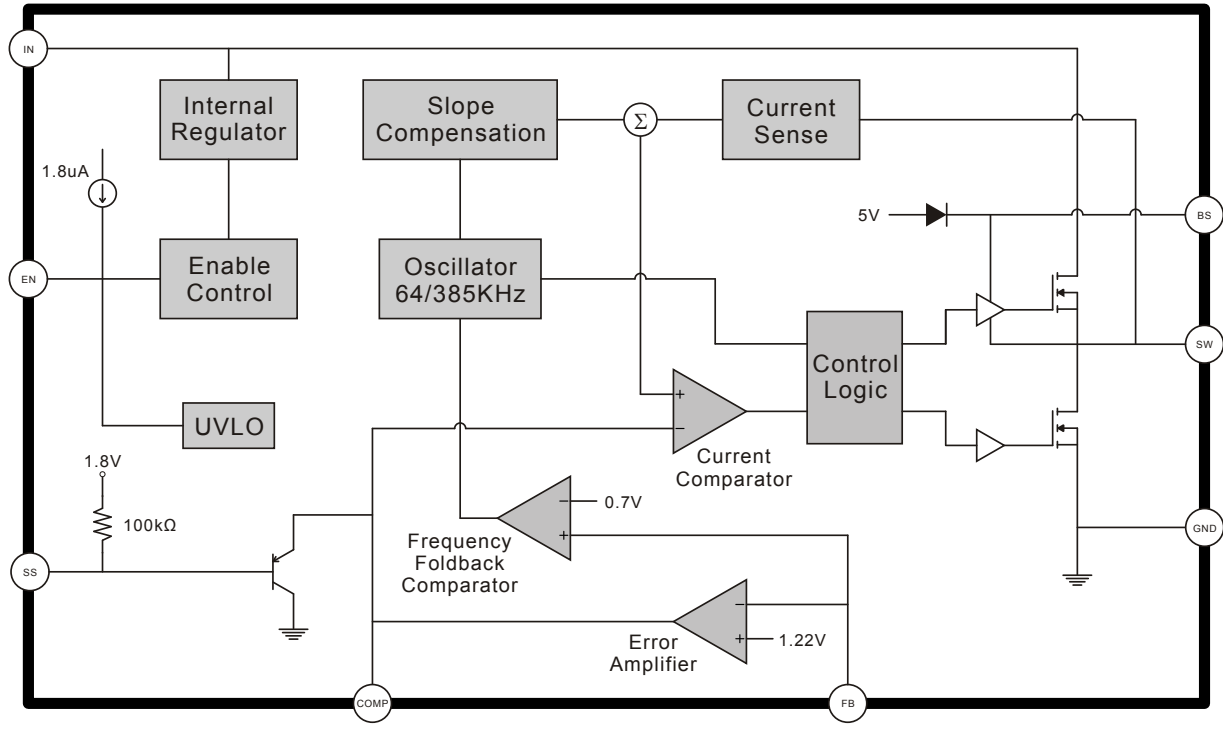 IN
Internal
Regulator
Slope
Compensation
Σ
Current
Sense
1.8uA
5V
BS
EN
Enable
Control
Oscillator
64/385KHz
SW
Control
Logic
+
−
UVLO
Current
Comparator
1.8V
100kΩ
−
0.7V
+
Frequency
Foldback
Comparator
GND
SS
−
+
1.22V
Error
Amplifier
COMP
FB